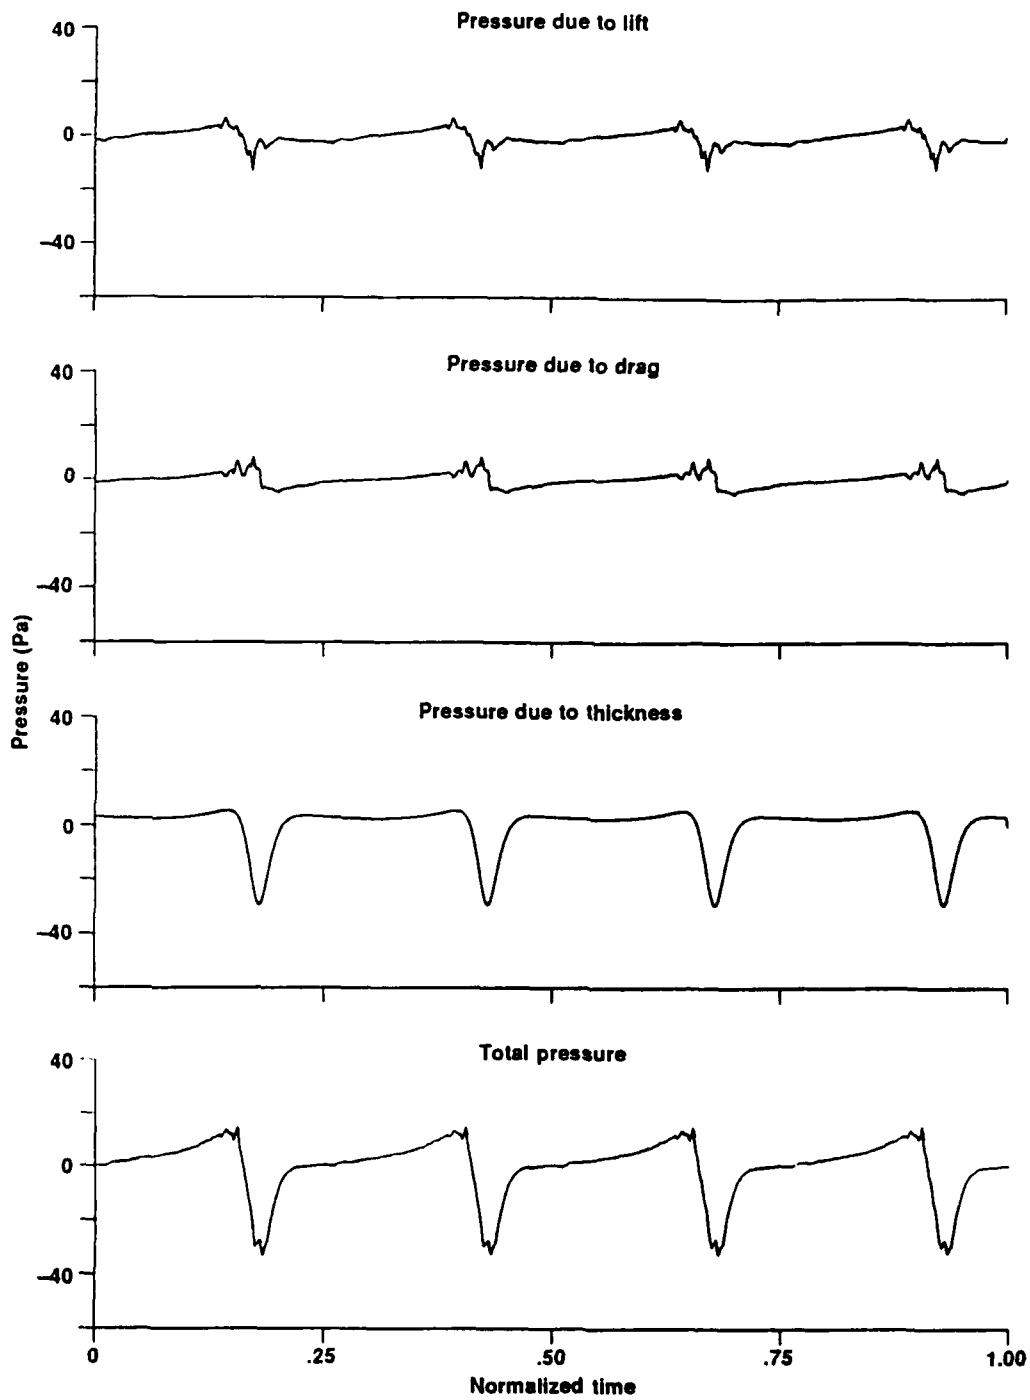 Pressure due to lift
40
0
–40
Pressure due to drag
40
0
–40
Pressure (Pa)
Pressure due to thickness
40
0
–40
Total pressure
40
0
–40
0 .25 .50 .75 1.00
Normalized time